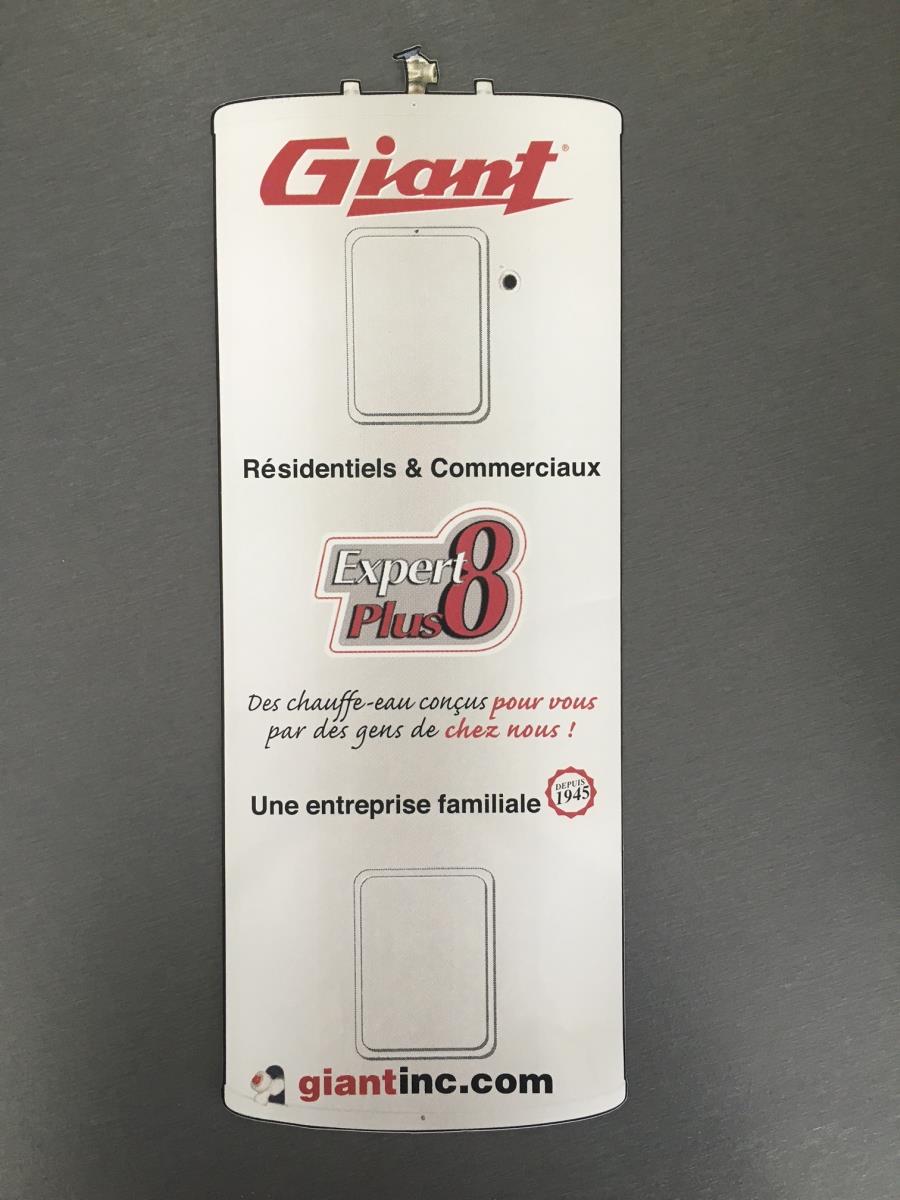 Giant®
Résidentiels & Commerciaux
Expert 8
Plus
Des chauffe-eau conçus pour vous
par des gens de chez nous !
Une entreprise familiale
DEPUIS
1945
giantinc.com